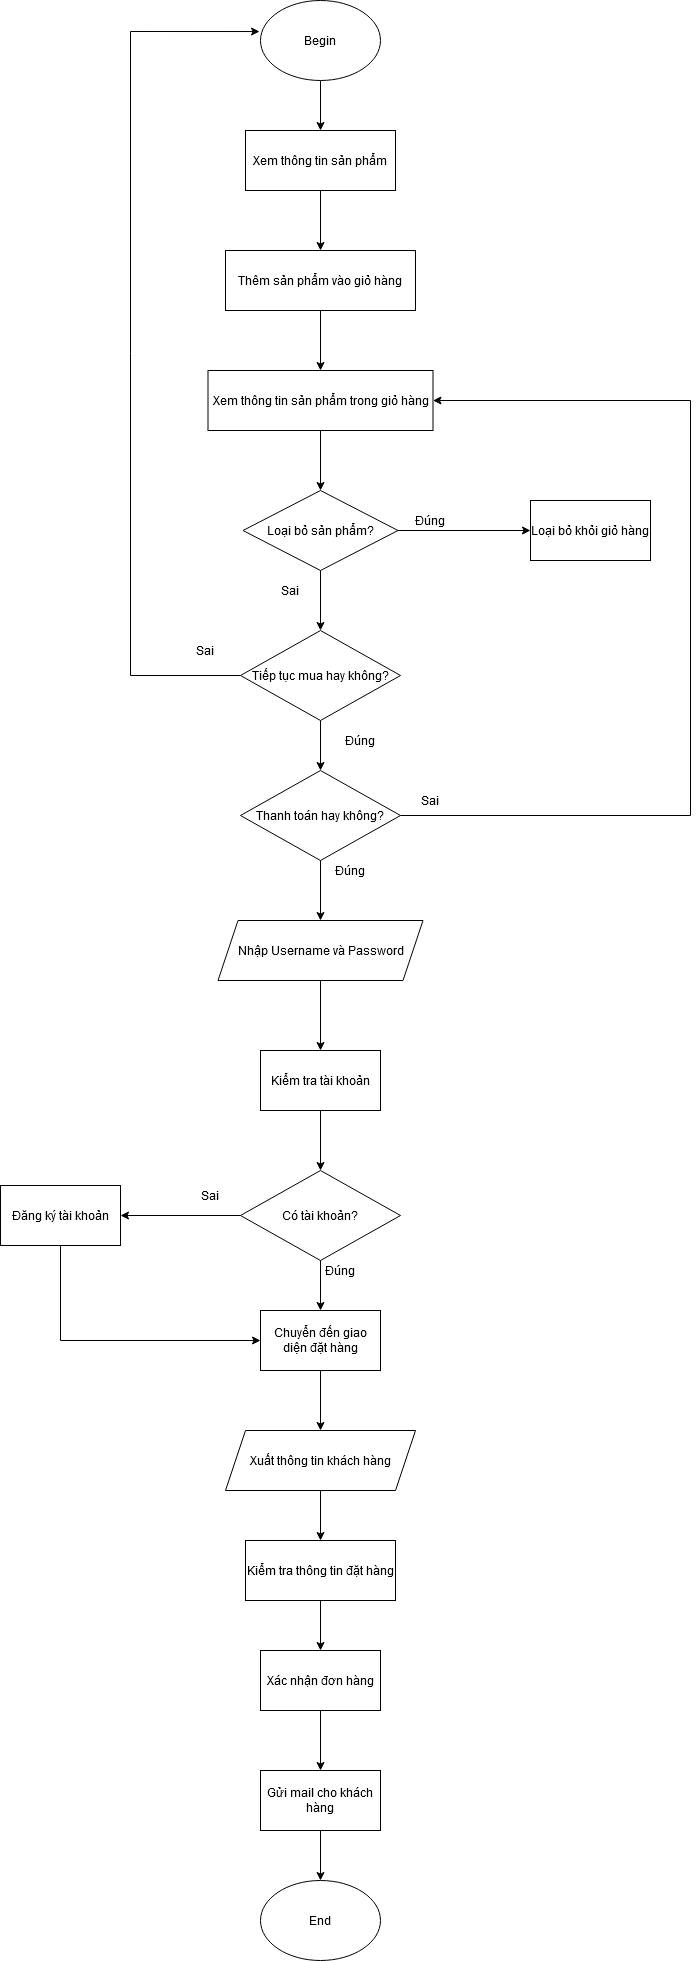 Begin
Xem thông tin sản phẩm
Thêm sản phẩm vào giỏ hàng
Xem thông tin sản phẩm trong giỏ hàng
Loại bỏ sản phẩm?
Đúng
Loại bỏ khỏi giỏ hàng
Sai
Sai
Tiếp tục mua hay không?
Đúng
Thanh toán hay không?
Sai
Đúng
Nhập Username và Password
Kiểm tra tài khoản
Sai
Đăng ký tài khoản
Có tài khoản?
Đúng
Chuyển đến giao
diện đặt hàng
Xuất thông tin khách hàng
Kiểm tra thông tin đặt hàng
Xác nhận đơn hàng
Gửi mail cho khách
hàng
End